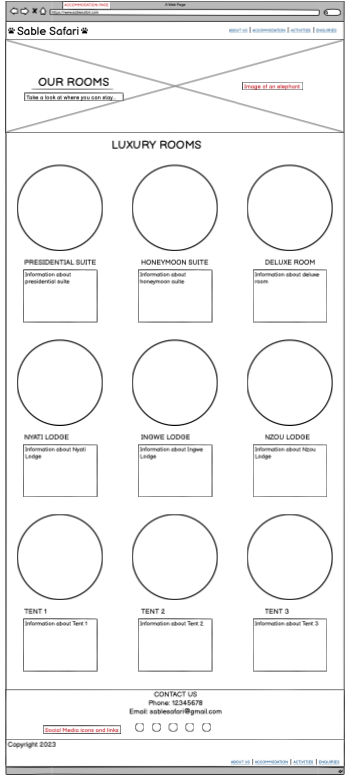 ACCOMMODATION PAGE
A Web Page
https://www.sablesafari.com
Sable Safari
ABOUT US | ACCOMMODATION | ACTIVITIES | ENQUIRIES
OUR ROOMS
Take a look at where you can stay...
Image of an elephant
LUXURY ROOMS
PRESIDENTIAL SUITE HONEYMOON SUITE DELUXE ROOM
Information about Information about Information about deluxe
presidential suite honeymoon suite room
NYATI LODGE INGWE LODGE NZOU LODGE
Information about Nyati Information about Ingwe Information about Nzou
Lodge Lodge Lodge
TENT 1 TENT 2 TENT 3
Information about Tent 1 Information about Tent 2 Information about Tent 3
CONTACT US
Phone: 12345678
Email: sablesafari@gmail.com
Social Media icons and links
Copyright 2023
ABOUT US | ACCOMMODATION | ACTIVITIES | ENQUIRIES